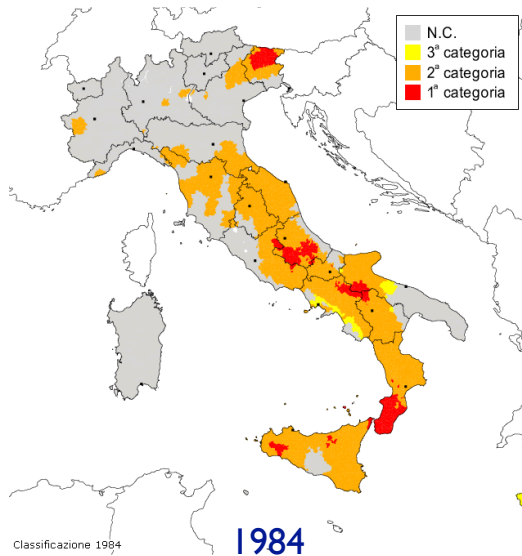 N.C.
3ª categoria
2ª categoria
1ª categoria
Classificazione 1984
1984